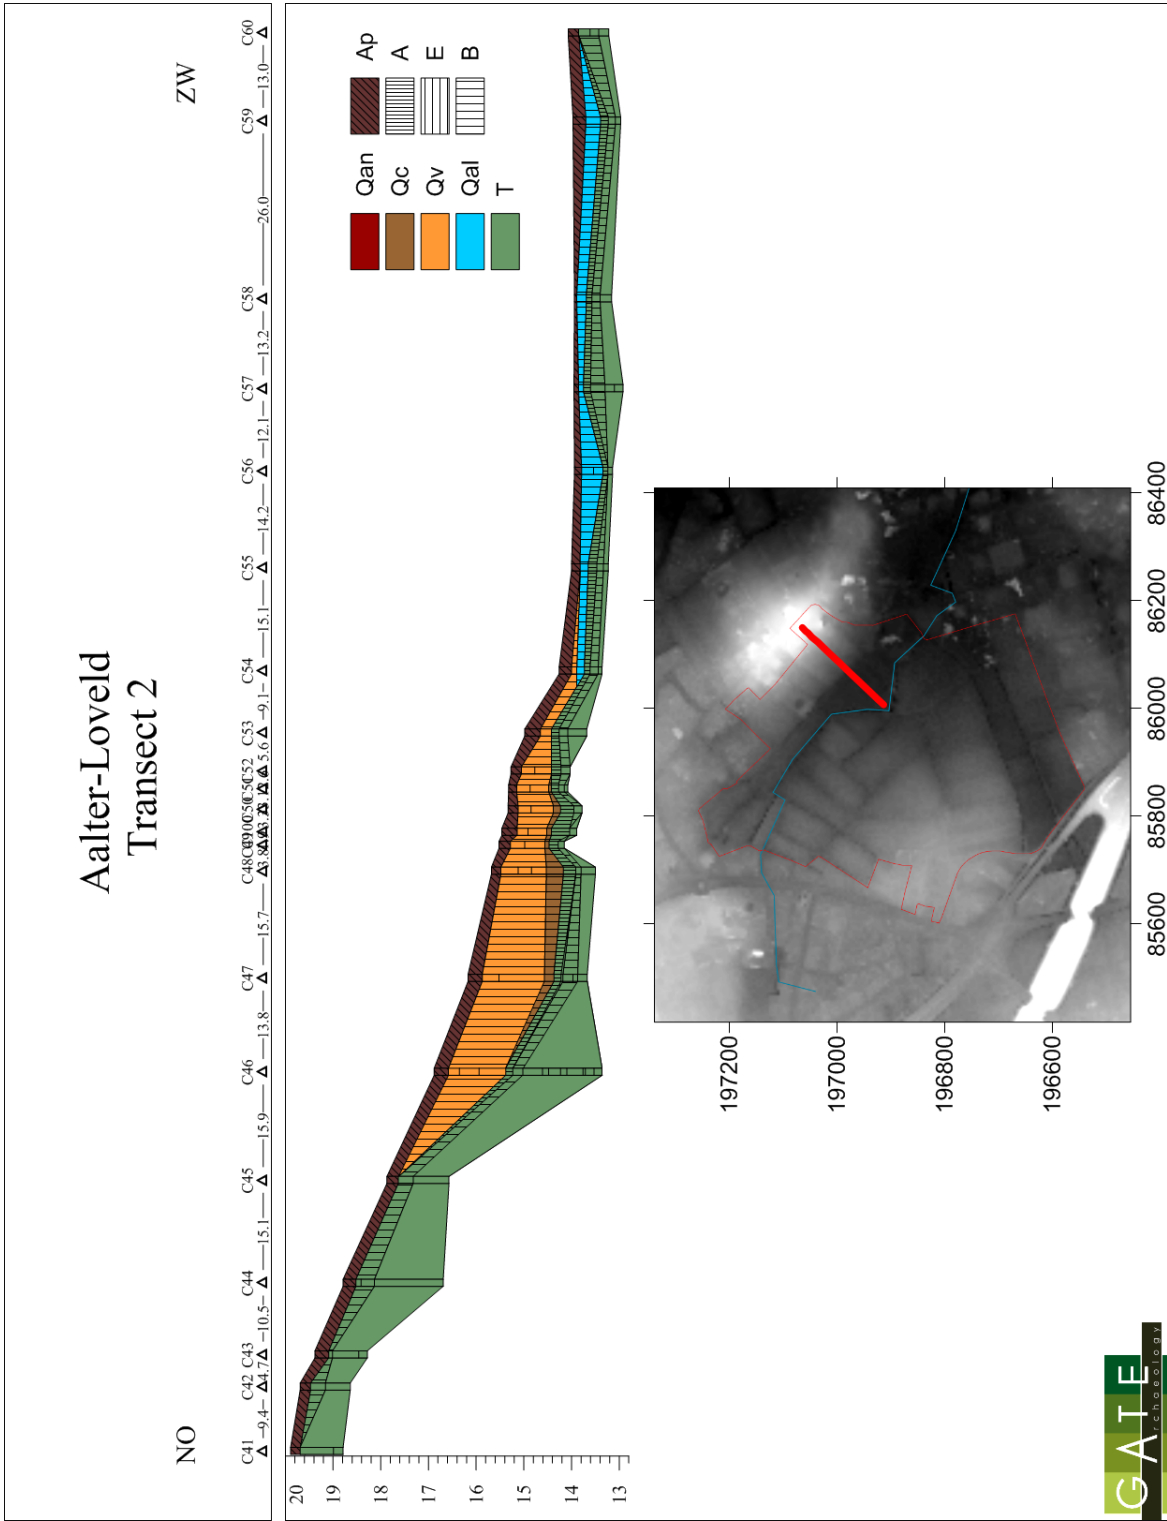 Aalter-Loveld
Transect 2
NO
ZW
C41 C42 C43 C44 C45 C46 C47 C48 C49 C50 C51 C52 C53 C54 C55 C56 C57 C58 C59 C60
9.4 4.7 10.5 15.1 15.9 13.8 15.7 5.6 9.1 15.1 14.2 12.1 13.2 26.0 13.0
20
19
18
17
16
15
14
13
Qan Ap
Qc A
Qv E
Qal B
T
197200
197000
196800
196600
85600 85800 86000 86200 86400
GATE
rchaeology